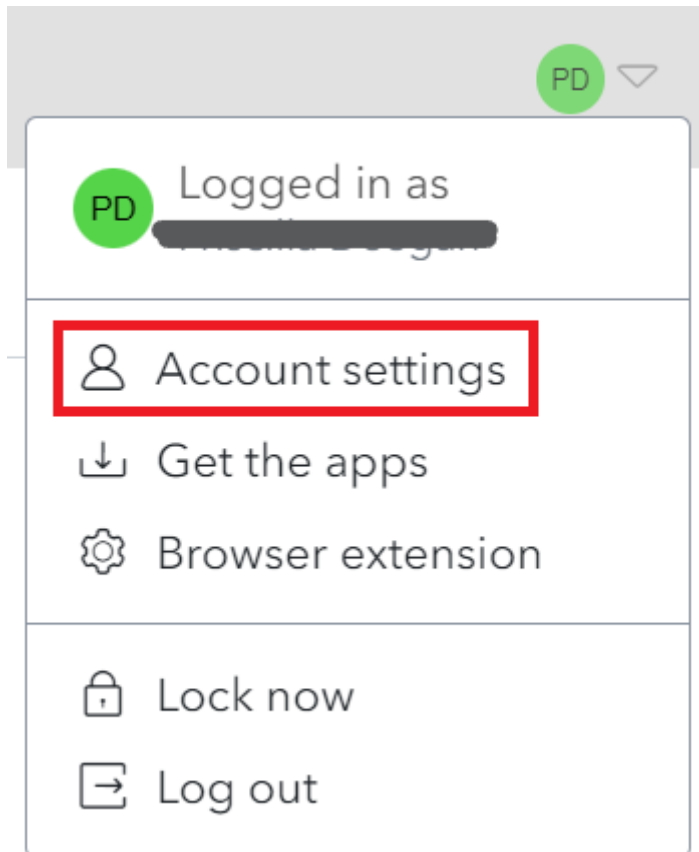 PD
PD
Logged in as
Account settings
Get the apps
Browser extension
Lock now
Log out